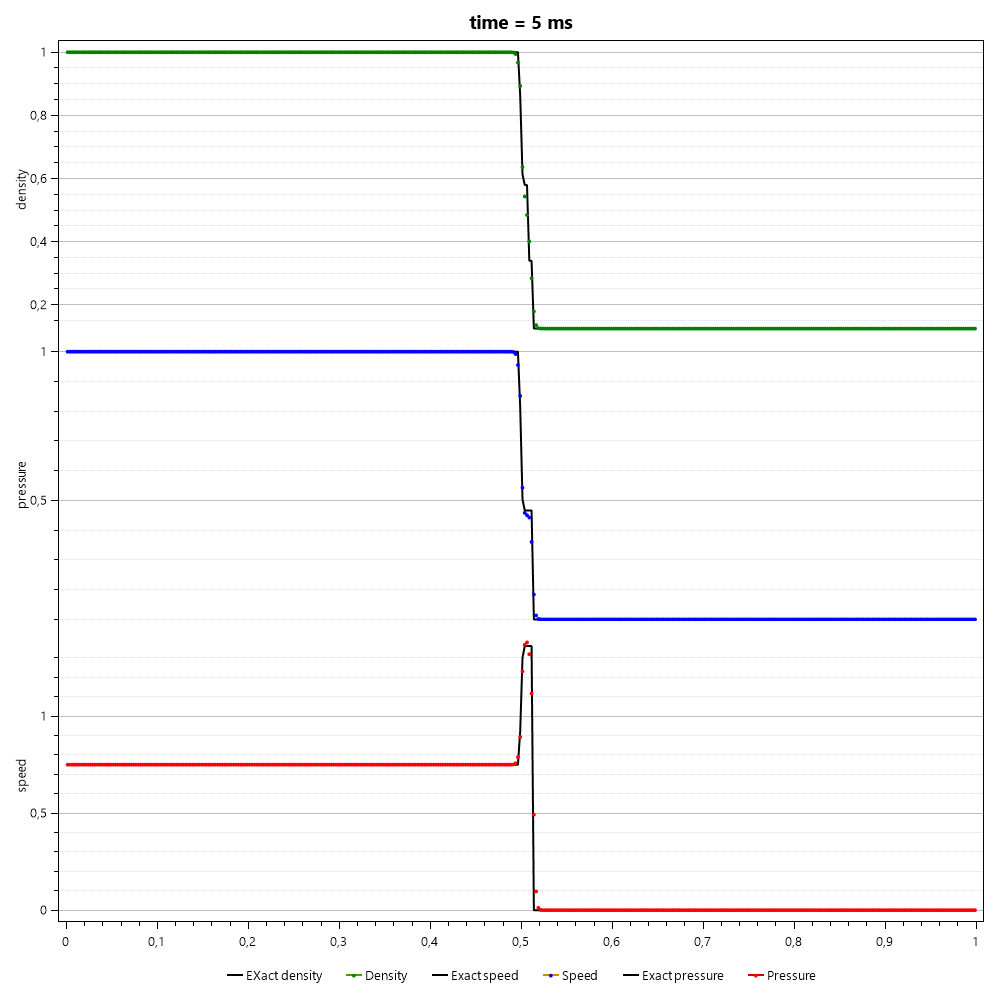 time = 5 ms
1
0,8
0,6
0,4
0,2
density
1
0,5
pressure
1
0,5
0
speed
0 0,1 0,2 0,3 0,4 0,5 0,6 0,7 0,8 0,9 1
EXact density Density Exact speed Speed Exact pressure Pressure